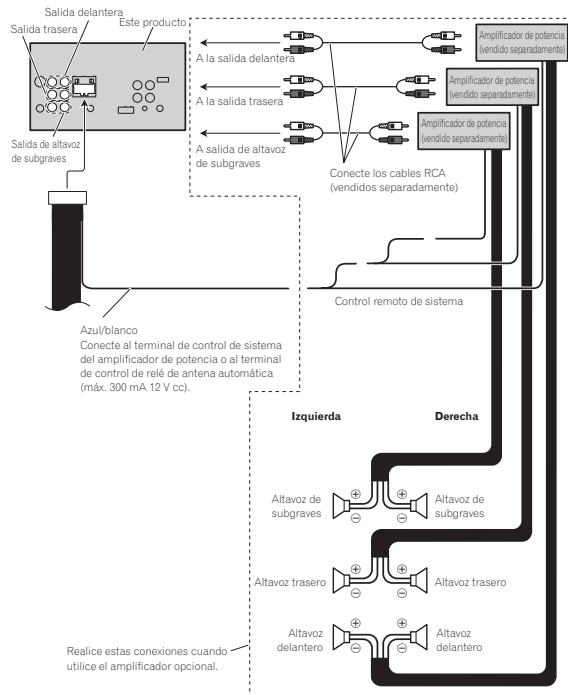 Salida delantera
Salida trasera
Este producto
Salida de altavoz
de subgraves
A la salida delantera
A la salida trasera
A salida de altavoz
de subgraves
Amplificador de potencia
(vendido separadamente)
Amplificador de potencia
(vendido separadamente)
Amplificador de potencia
(vendido separadamente)
Conecte los cables RCA
(vendidos separadamente)
Control remoto de sistema
Azul/blanco
Conecte al terminal de control de sistema
del amplificador de potencia o al terminal
de control de relé de antena automática
(máx. 300 mA 12 V cc).
Izquierda
Derecha
Altavoz de
subgraves
⊕
⊖
⊕
⊖
Altavoz de
subgraves
Altavoz trasero
⊕
⊖
⊕
⊖
Altavoz trasero
Altavoz
delantero
⊕
⊖
⊕
⊖
Altavoz
delantero
Realice estas conexiones cuando
utilice el amplificador opcional.